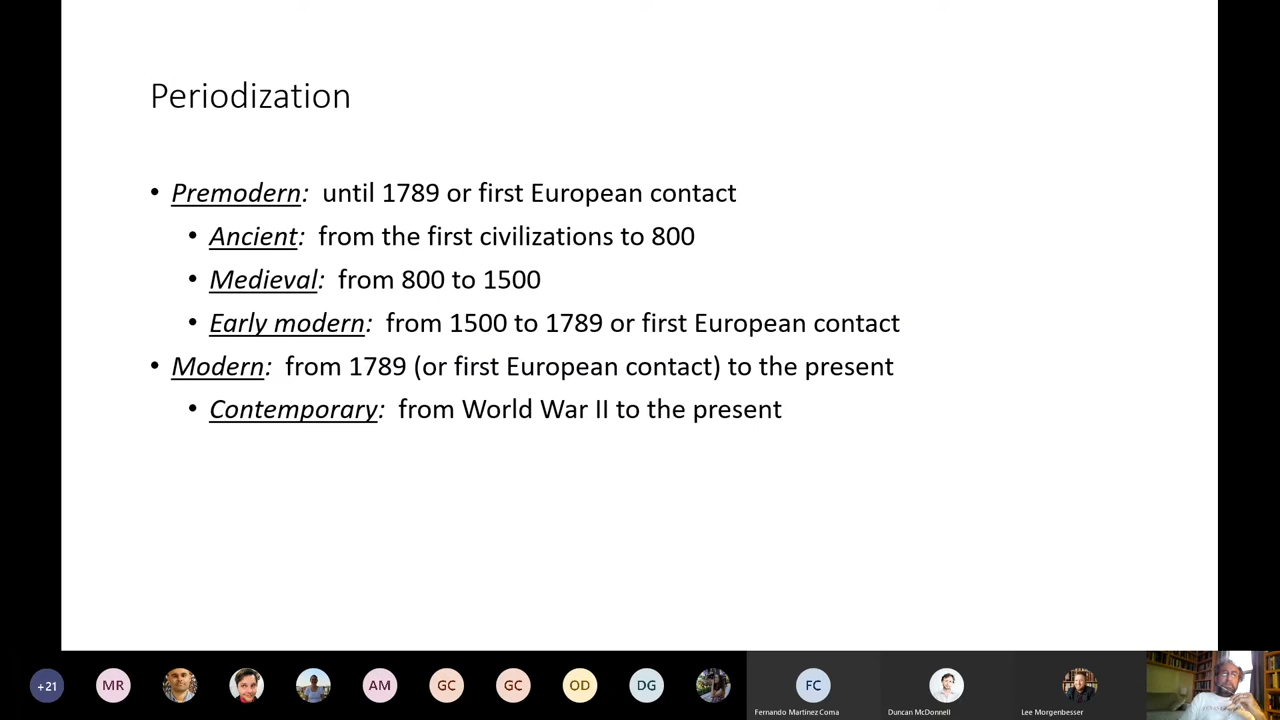 Periodization
• Premodern: until 1789 or first European contact
• Ancient: from the first civilizations to 800
• Medieval: from 800 to 1500
• Early modern: from 1500 to 1789 or first European contact
• Modern: from 1789 (or first European contact) to the present
• Contemporary: from World War II to the present
+21 MR AM GC GC OD DG FC
Fernando Martinez Coma Duncan McDonnell Lee Morgenbesser